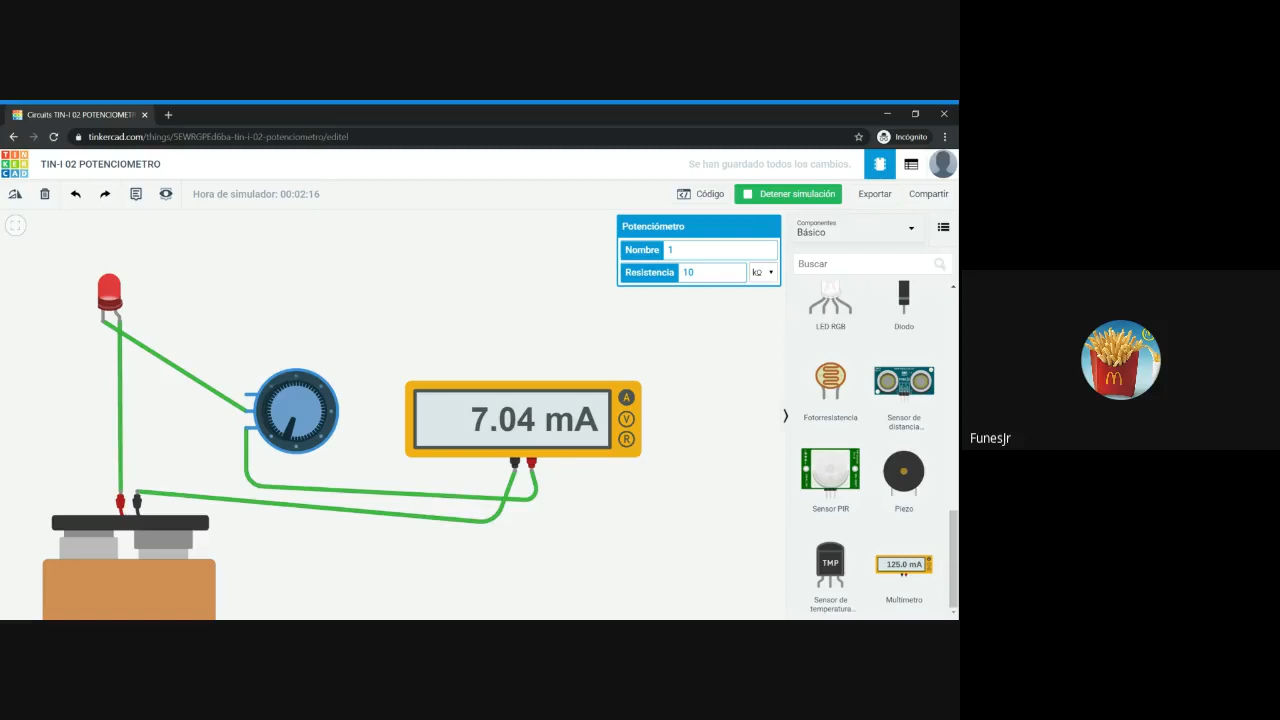 Circuits TIN-I 02 POTENCIOMETR
tinkercad.com/things/5EWRGPEd6ba-tin-i-02-potenciometro/editel
Incógnito
TIN
KER
CAD
TIN-I 02 POTENCIOMETRO
Se han guardado todos los cambios.
Hora de simulador: 00:02:16
Código
Detener simulación
Exportar
Compartir
Potenciómetro
Nombre 1
Resistencia 10 kΩ
Componentes
Básico
Buscar
LED RGB
Diodo
7.04 mA
A
V
R
Fotorresistencia
Sensor de
distancia...
Sensor PIR
Piezo
TMP
125.0 mA
Sensor de
temperatura...
Multímetro
FunesJr